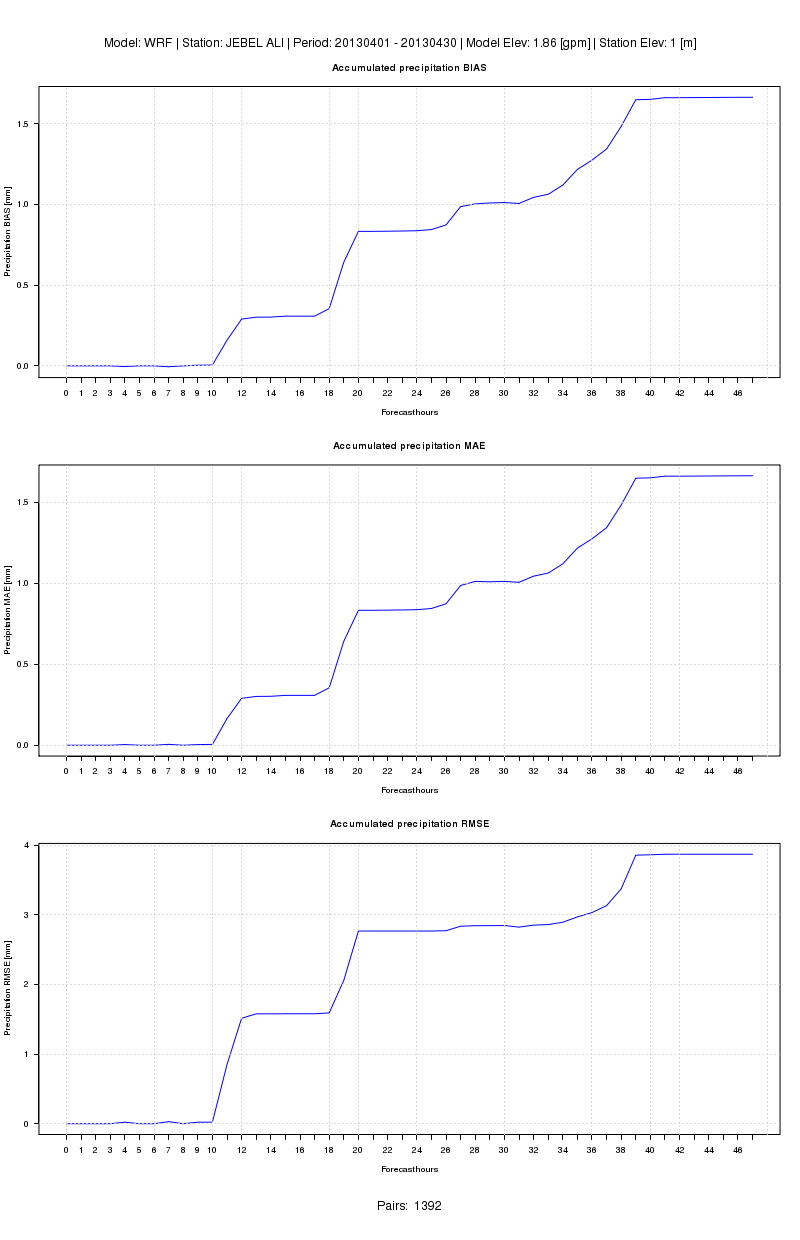 Model: WRF | Station: JEBEL ALI | Period: 20130401 - 20130430 | Model Elev: 1.86 [gpm] | Station Elev: 1 [m]
Accumulated precipitation BIAS
Precipitation BIAS [mm]
1.5
1.0
0.5
0.0
0 1 2 3 4 5 6 7 8 9 10 12 14 16 18 20 22 24 26 28 30 32 34 36 38 40 42 44 46
Forecasthours
Accumulated precipitation MAE
Precipitation MAE [mm]
1.5
1.0
0.5
0.0
0 1 2 3 4 5 6 7 8 9 10 12 14 16 18 20 22 24 26 28 30 32 34 36 38 40 42 44 46
Forecasthours
Accumulated precipitation RMSE
Precipitation RMSE [mm]
4
3
2
1
0
0 1 2 3 4 5 6 7 8 9 10 12 14 16 18 20 22 24 26 28 30 32 34 36 38 40 42 44 46
Forecasthours
Pairs: 1392